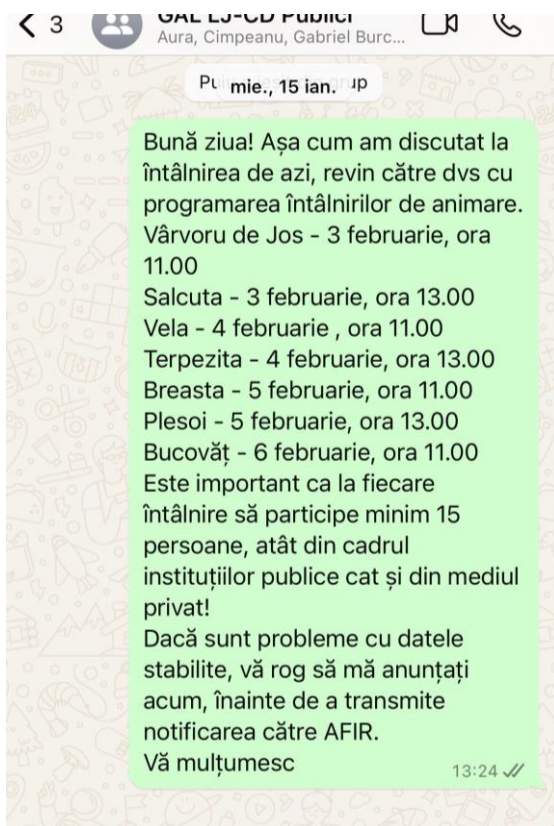 3
GAL LJ-CD Publici
Aura, Cimpeanu, Gabriel Burc...
mie., 15 ian.
Bună ziua! Așa cum am discutat la
întâlnirea de azi, revin către dvs cu
programarea întâlnirilor de animare.
Vârvoru de Jos - 3 februarie, ora
11.00
Salcuta - 3 februarie, ora 13.00
Vela - 4 februarie , ora 11.00
Terpezita - 4 februarie, ora 13.00
Breasta - 5 februarie, ora 11.00
Plesoi - 5 februarie, ora 13.00
Bucovăț - 6 februarie, ora 11.00
Este important ca la fiecare
întâlnire să participe minim 15
persoane, atât din cadrul
instituțiilor publice cat și din mediul
privat!
Dacă sunt probleme cu datele
stabilite, vă rog să mă anunțați
acum, înainte de a transmite
notificarea către AFIR.
Vă mulțumesc
13:24